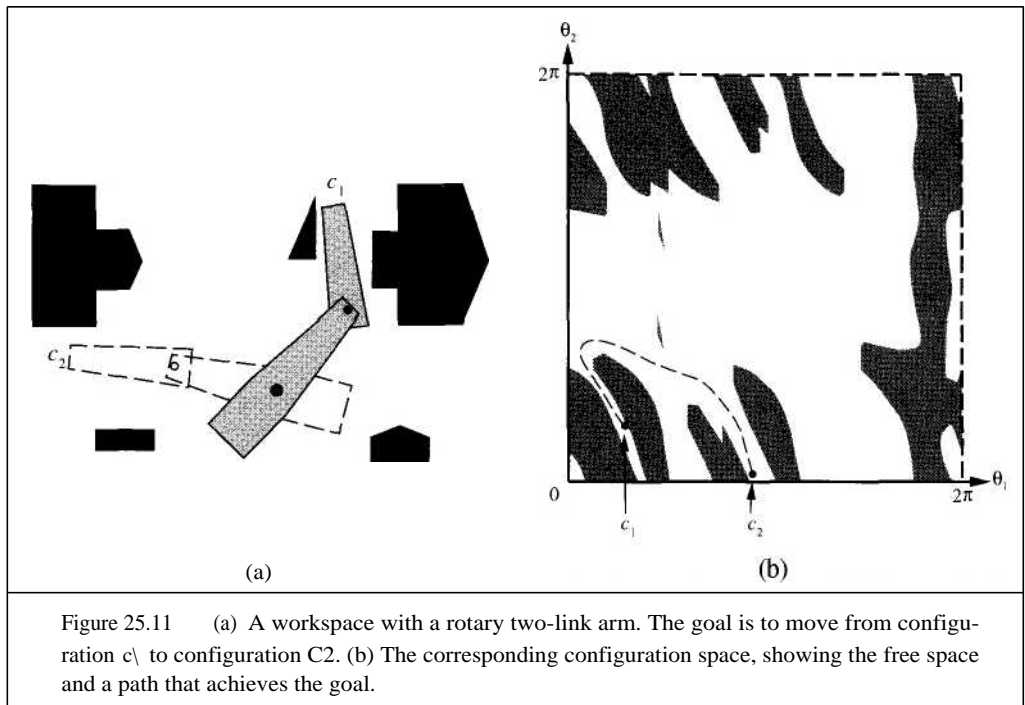 c₁
c₂
(a)
θ₂
2π
0
2π
θ₁
c₁
c₂
(b)
Figure 25.11 (a) A workspace with a rotary two-link arm. The goal is to move from configu-
ration c\ to configuration C2. (b) The corresponding configuration space, showing the free space
and a path that achieves the goal.